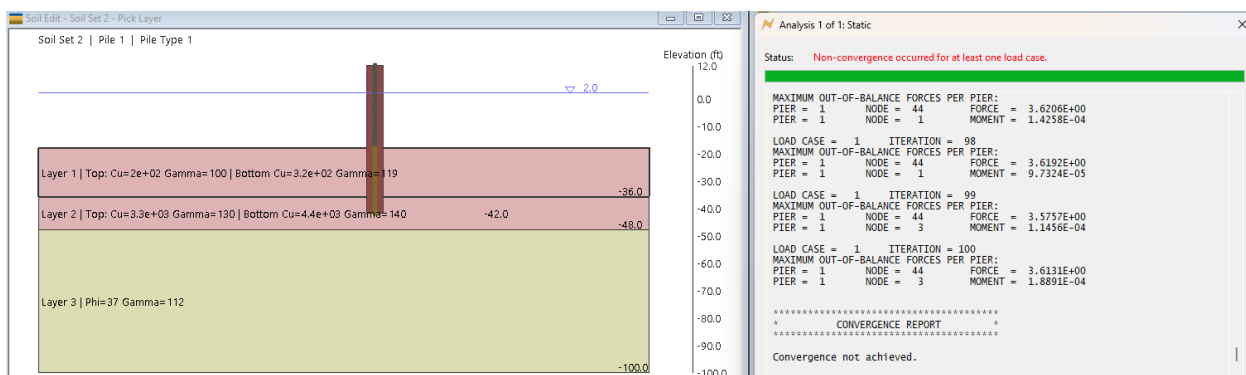 Soil Edit - Soil Set 2 - Pick Layer
Soil Set 2 | Pile 1 | Pile Type 1
Elevation (ft)
12.0
2.0
0.0
-10.0
-20.0
Layer 1 | Top: Cu=2e+02 Gamma=100 | Bottom Cu=3.2e+02 Gamma=119
-30.0
-36.0
-40.0
Layer 2 | Top: Cu=3.3e+03 Gamma=130 | Bottom Cu=4.4e+03 Gamma=140
-42.0
-48.0
-50.0
-60.0
-70.0
Layer 3 | Phi=37 Gamma=112
-80.0
-90.0
-100.0
-100.0
Analysis 1 of 1: Static
Status: Non-convergence occurred for at least one load case.
MAXIMUM OUT-OF-BALANCE FORCES PER PIER:
PIER = 1 NODE = 44 FORCE = 3.6206E+00
PIER = 1 NODE = 1 MOMENT = 1.4258E-04
LOAD CASE = 1 ITERATION = 98
MAXIMUM OUT-OF-BALANCE FORCES PER PIER:
PIER = 1 NODE = 44 FORCE = 3.6192E+00
PIER = 1 NODE = 1 MOMENT = 9.7324E-05
LOAD CASE = 1 ITERATION = 99
MAXIMUM OUT-OF-BALANCE FORCES PER PIER:
PIER = 1 NODE = 44 FORCE = 3.5757E+00
PIER = 1 NODE = 3 MOMENT = 1.1456E-04
LOAD CASE = 1 ITERATION = 100
MAXIMUM OUT-OF-BALANCE FORCES PER PIER:
PIER = 1 NODE = 44 FORCE = 3.6131E+00
PIER = 1 NODE = 3 MOMENT = 1.8891E-04
***************************************
* CONVERGENCE REPORT *
***************************************
Convergence not achieved.